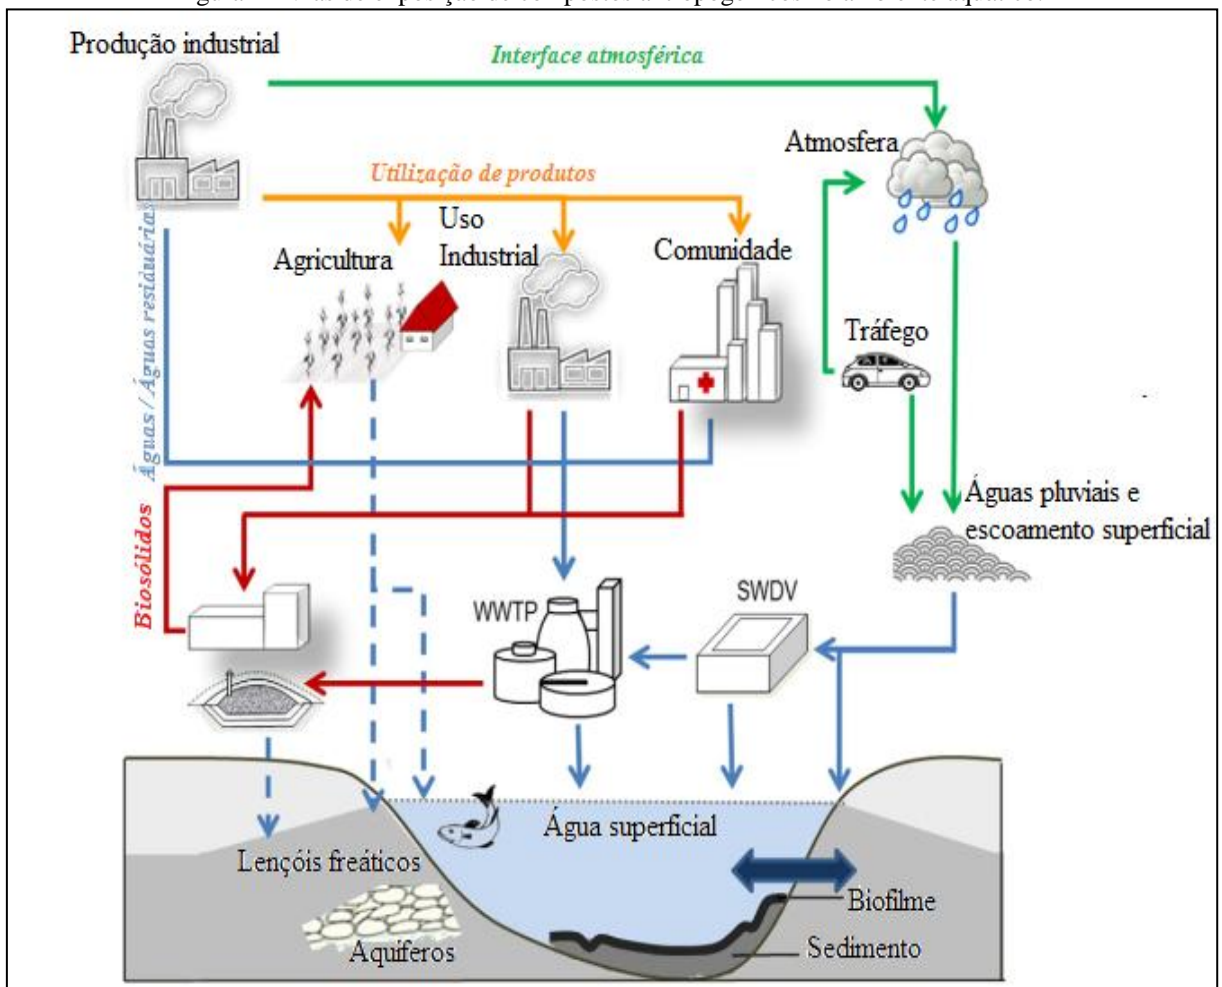 Produção industrial
Interface atmosférica
Atmosfera
Utilização de produtos
Uso
Industrial
Agricultura
Comunidade
Tráfego
Águas / Águas residuárias
Biosólidos
Águas pluviais e
escoamento superficial
WWTP
SWDV
Água superficial
Lençóis freáticos
Aquíferos
Biofilme
Sedimento